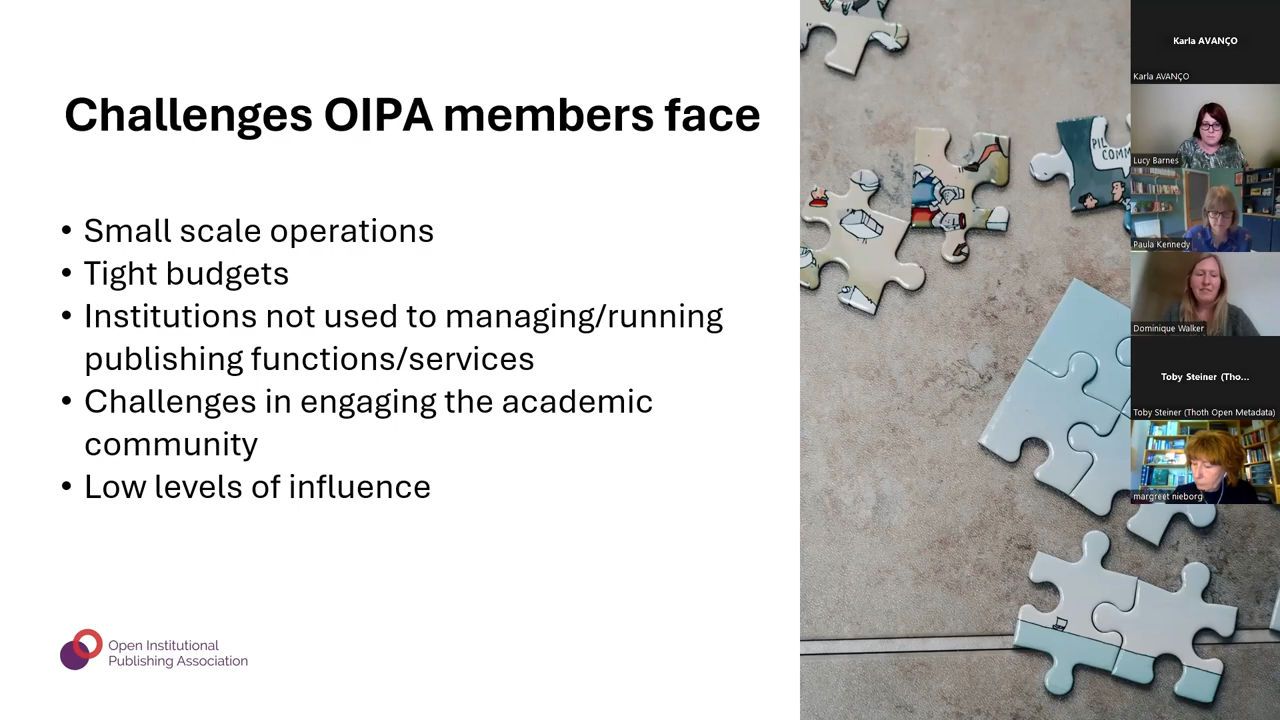 Challenges OIPA members face
• Small scale operations
• Tight budgets
• Institutions not used to managing/running
publishing functions/services
• Challenges in engaging the academic
community
• Low levels of influence
Open Institutional
Publishing Association
PIL
COMM
Karla AVANÇO
Karla AVANÇO
Lucy Barnes
Paula Kennedy
Dominique Walker
Toby Steiner (Tho...
Toby Steiner (Thoth Open Metadata)
margreet nieborg